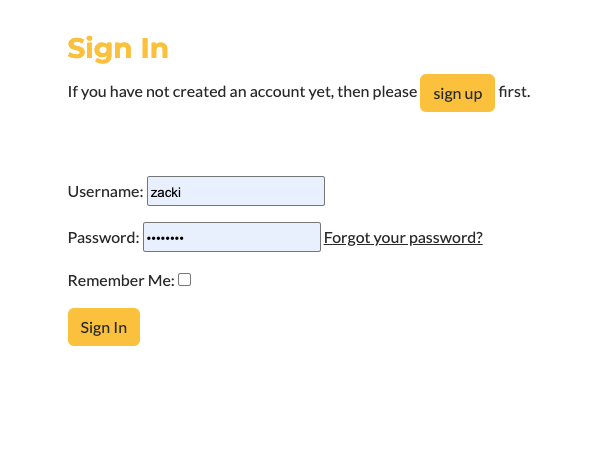 Sign In
If you have not created an account yet, then please sign up first.
Username: zacki
Password: •••••••• Forgot your password?
Remember Me:
Sign In